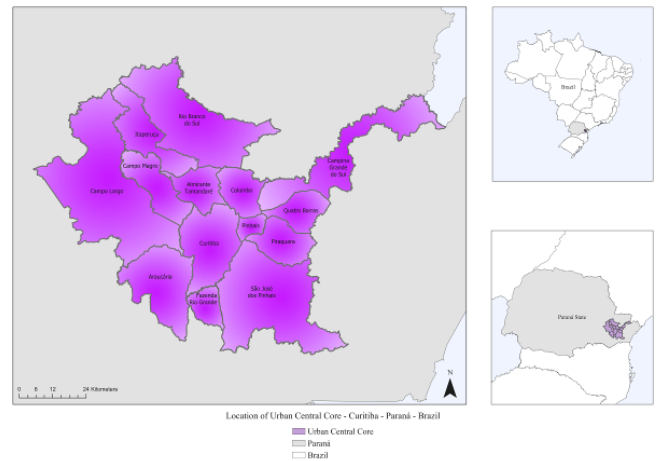 Rio Branco
do Sul
Itaperuçu
Campo Magro
Campo Largo
Almirante
Tamandaré
Colombo
Campina
Grande
do Sul
Quatro Barras
Pinhais
Piraquara
Curitiba
Araucária
Fazenda
Rio Grande
São José
dos Pinhais
0 6 12 24 Kilometers
N
Brazil
Paraná State
Location of Urban Central Core - Curitiba - Paraná - Brazil
Urban Central Core
Paraná
Brazil